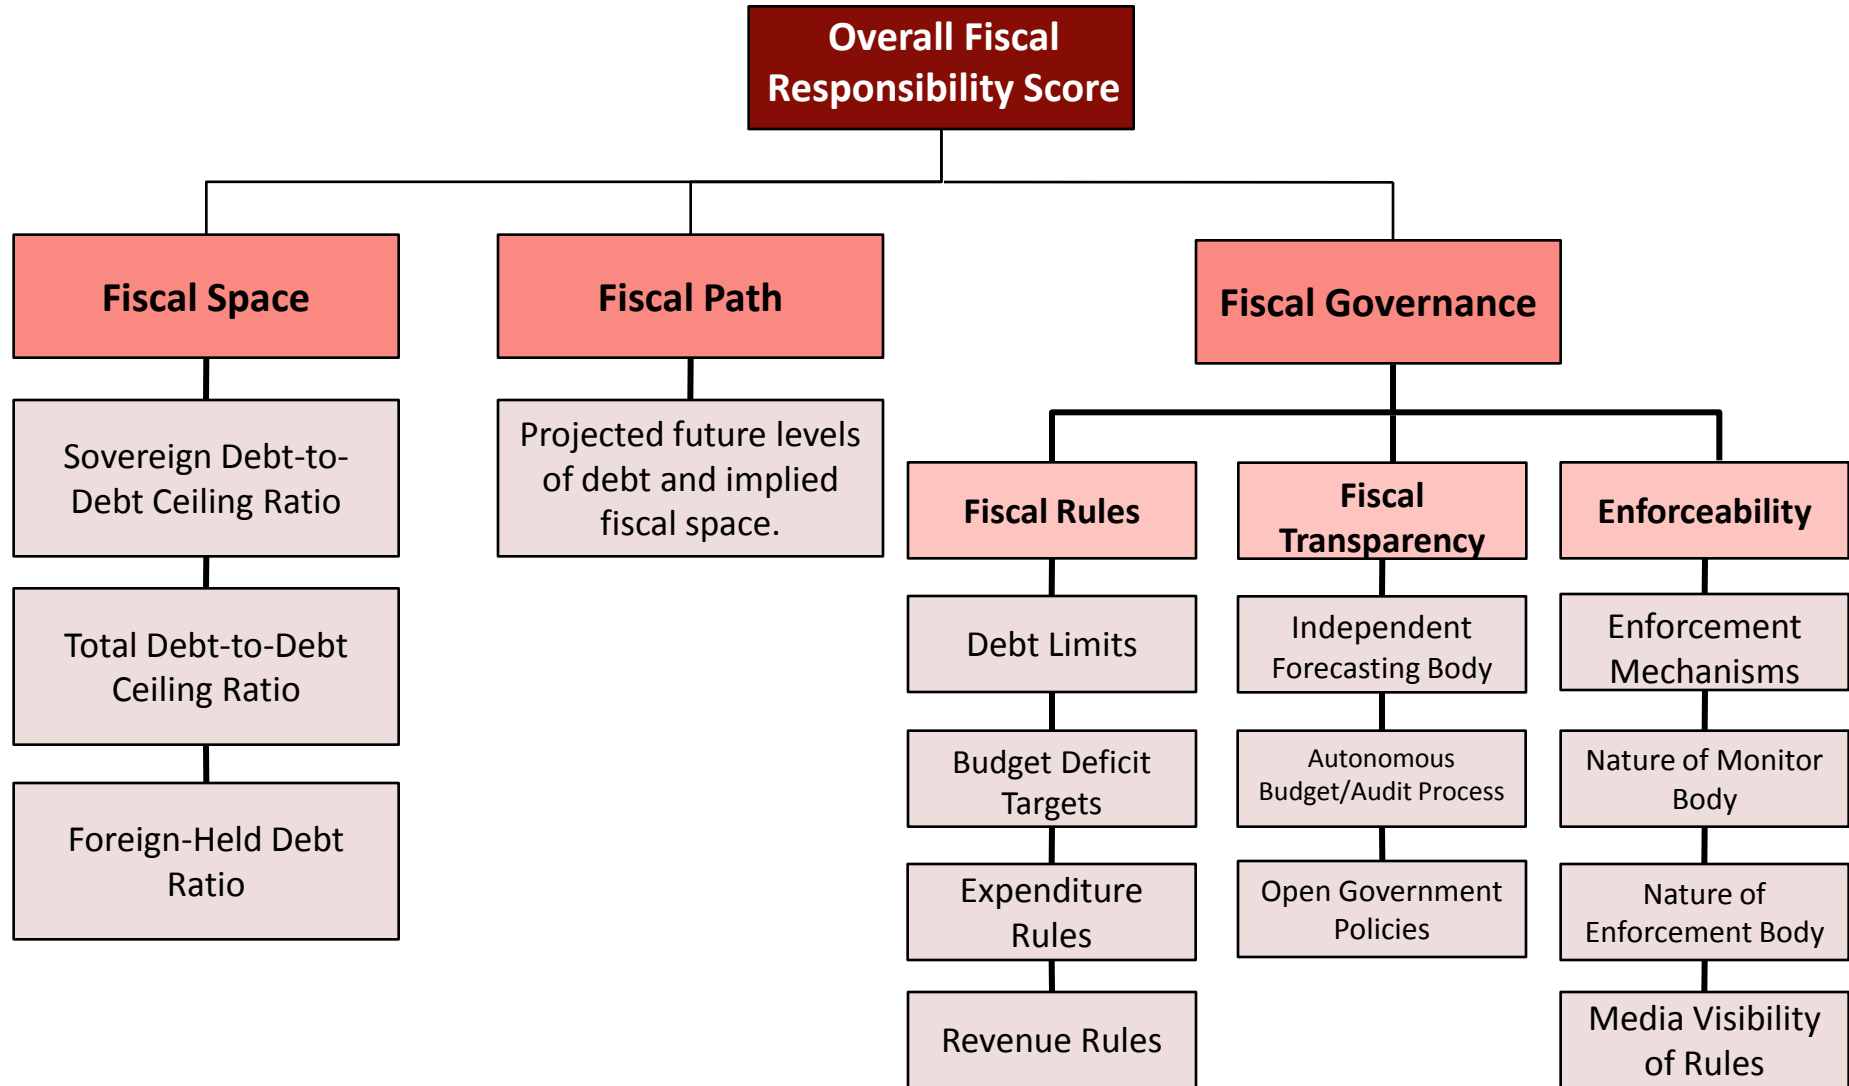 Overall Fiscal
Responsibility Score
Fiscal Space
Fiscal Path
Fiscal Governance
Sovereign Debt-to-
Debt Ceiling Ratio
Total Debt-to-Debt
Ceiling Ratio
Foreign-Held Debt
Ratio
Projected future levels
of debt and implied
fiscal space.
Fiscal Rules
Debt Limits
Budget Deficit
Targets
Expenditure
Rules
Revenue Rules
Fiscal
Transparency
Independent
Forecasting Body
Autonomous
Budget/Audit Process
Open Government
Policies
Enforceability
Enforcement
Mechanisms
Nature of Monitor
Body
Nature of
Enforcement Body
Media Visibility
of Rules